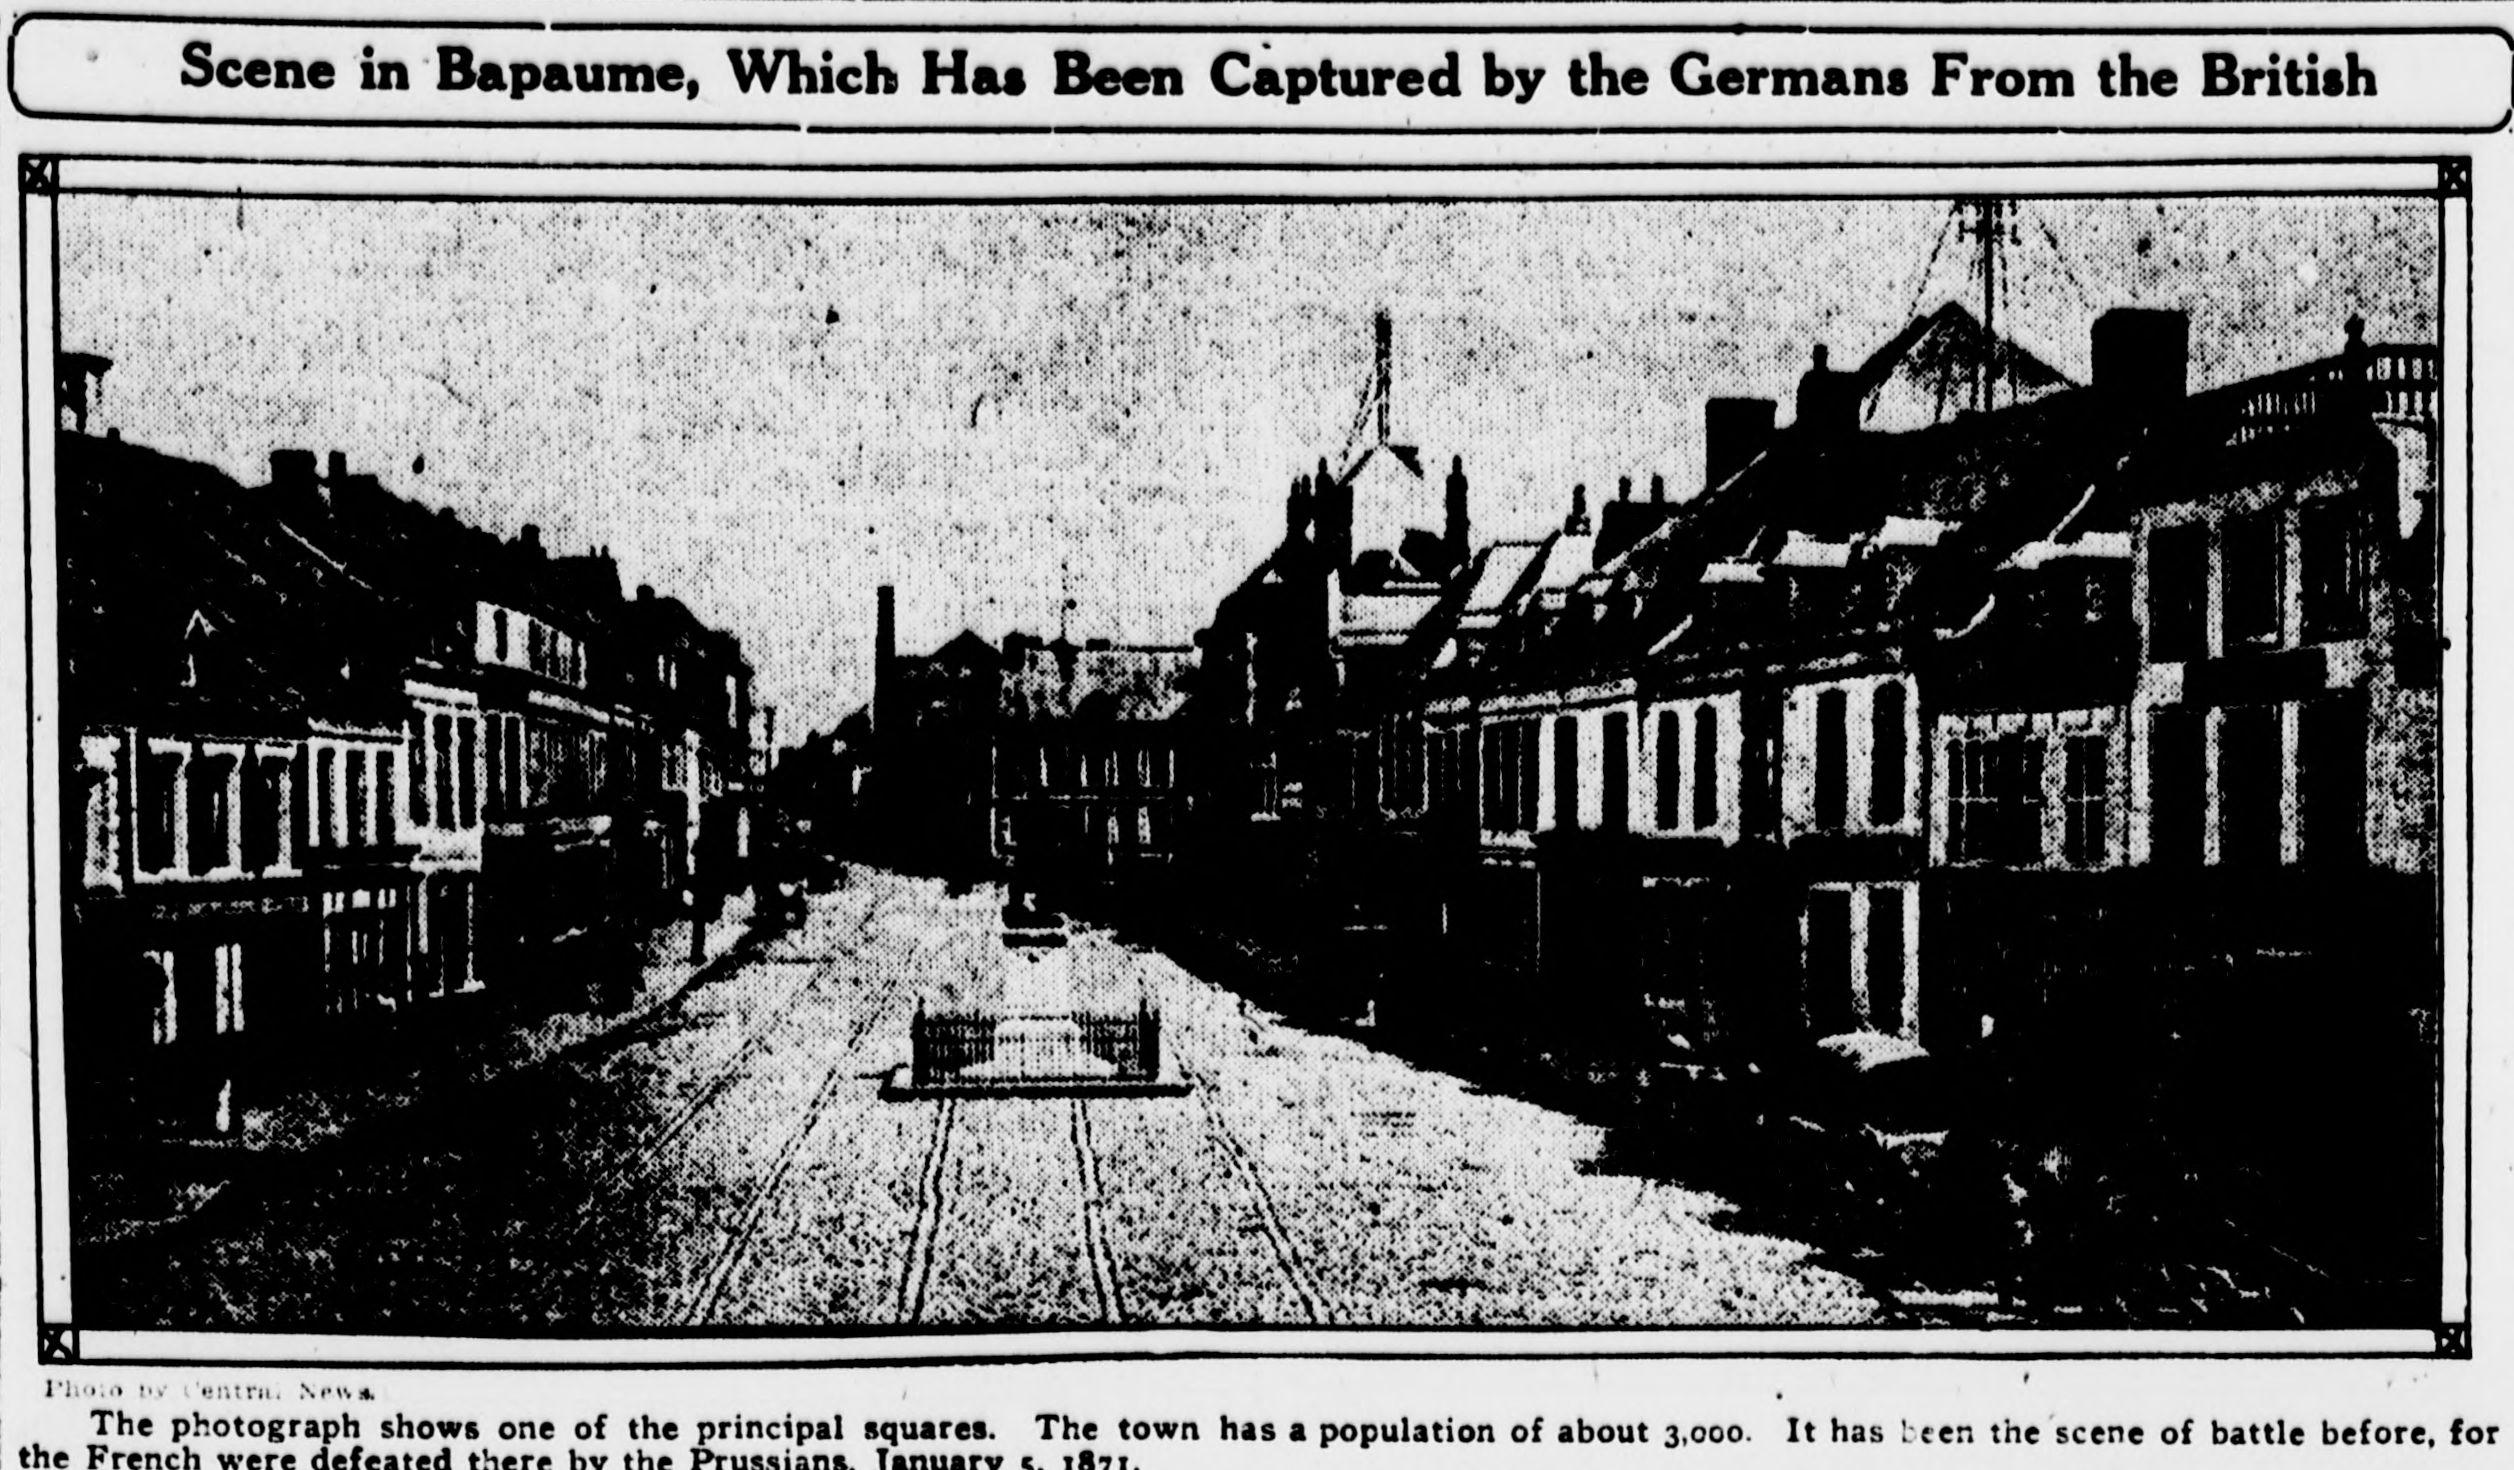 Scene in Bapaume, Which Has Been Captured by the Germans From the British
Photo by Central News.
The photograph shows one of the principal squares. The town has a population of about 3,000. It has been the scene of battle before, for
the French were defeated there by the Prussians, January 5, 1871.